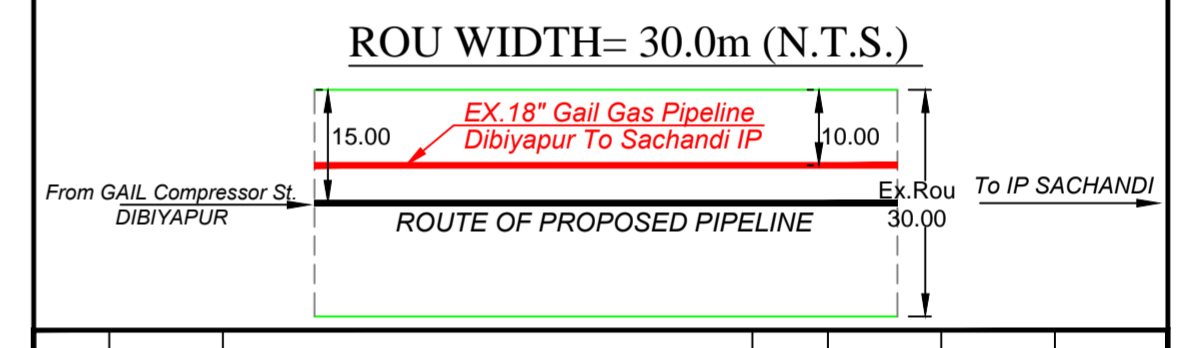 ROU WIDTH= 30.0m (N.T.S.)
EX.18" Gail Gas Pipeline
Dibiyapur To Sachandi IP
15.00
10.00
From GAIL Compressor St.
DIBIYAPUR
Ex.Rou
30.00
To IP SACHANDI
ROUTE OF PROPOSED PIPELINE